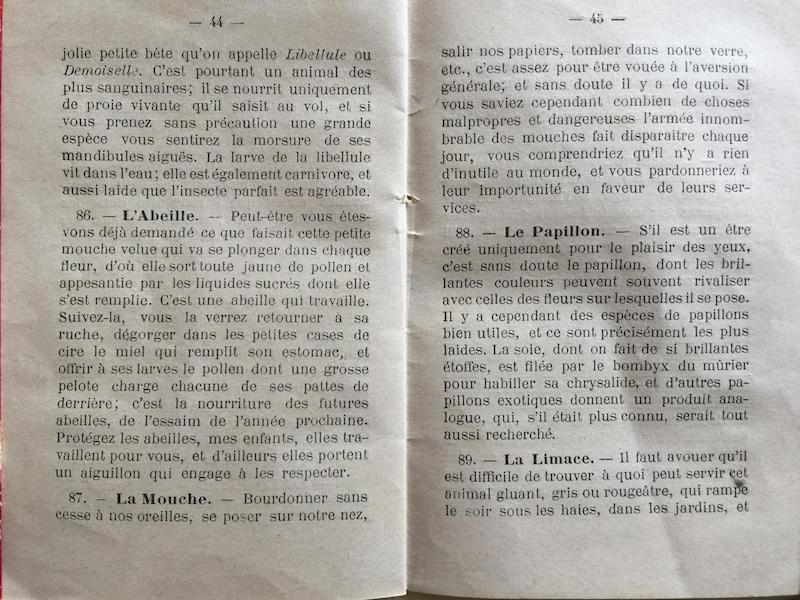 — 44 —
jolie petite bête qu'on appelle Libellule ou
Demoiselle. C'est pourtant un animal des
plus sanguinaires; il se nourrit uniquement
de proie vivante qu'il saisit au vol, et si
vous prenez sans précaution une grande
espèce vous sentirez la morsure de ses
mandibules aiguës. La larve de la libellule
vit dans l'eau; elle est également carnivore, et
aussi laide que l'insecte parfait est agréable.
86. — L'Abeille. — Peut-être vous êtes-
vous déjà demandé ce que faisait cette petite
mouche velue qui va se plonger dans chaque
fleur, d'où elle sort toute jaune de pollen et
appesantie par les liquides sucrés dont elle
s'est remplie. C'est une abeille qui travaille.
Suivez-la, vous la verrez retourner à sa
ruche, dégorger dans les petites cases de
cire le miel qui remplit son estomac, et
offrir à ses larves le pollen dont une grosse
pelote charge chacune de ses pattes de
derrière; c'est la nourriture des futures
abeilles, de l'essaim de l'année prochaine.
Protégez les abeilles, mes enfants, elles tra-
vaillent pour vous, et d'ailleurs elles portent
un aiguillon qui engage à les respecter.
87. — La Mouche. — Bourdonner sans
cesse à nos oreilles, se poser sur notre nez,
— 45 —
salir nos papiers, tomber dans notre verre,
etc., c'est assez pour être vouée à l'aversion
générale; et sans doute il y a de quoi. Si
vous saviez cependant combien de choses
malpropres et dangereuses l'armée innom-
brable des mouches fait disparaître chaque
jour, vous comprendriez qu'il n'y a rien
d'inutile au monde, et vous pardonneriez à
leur importunité en faveur de leurs ser-
vices.
88. — Le Papillon. — S'il est un être
créé uniquement pour le plaisir des yeux,
c'est sans doute le papillon, dont les bril-
lantes couleurs peuvent souvent rivaliser
avec celles des fleurs sur lesquelles il se pose.
Il y a cependant des espèces de papillons
bien utiles, et ce sont précisément les plus
laides. La soie, dont on fait de si brillantes
étoffes, est filée par le bombyx du mûrier
pour habiller sa chrysalide, et d'autres pa-
pillons exotiques donnent un produit ana-
logue, qui, s'il était plus connu, serait tout
aussi recherché.
89. — La Limace. — Il faut avouer qu'il
est difficile de trouver à quoi peut servir cet
animal gluant, gris ou rougeâtre, qui rampe
le soir sous les haies, dans les jardins, et